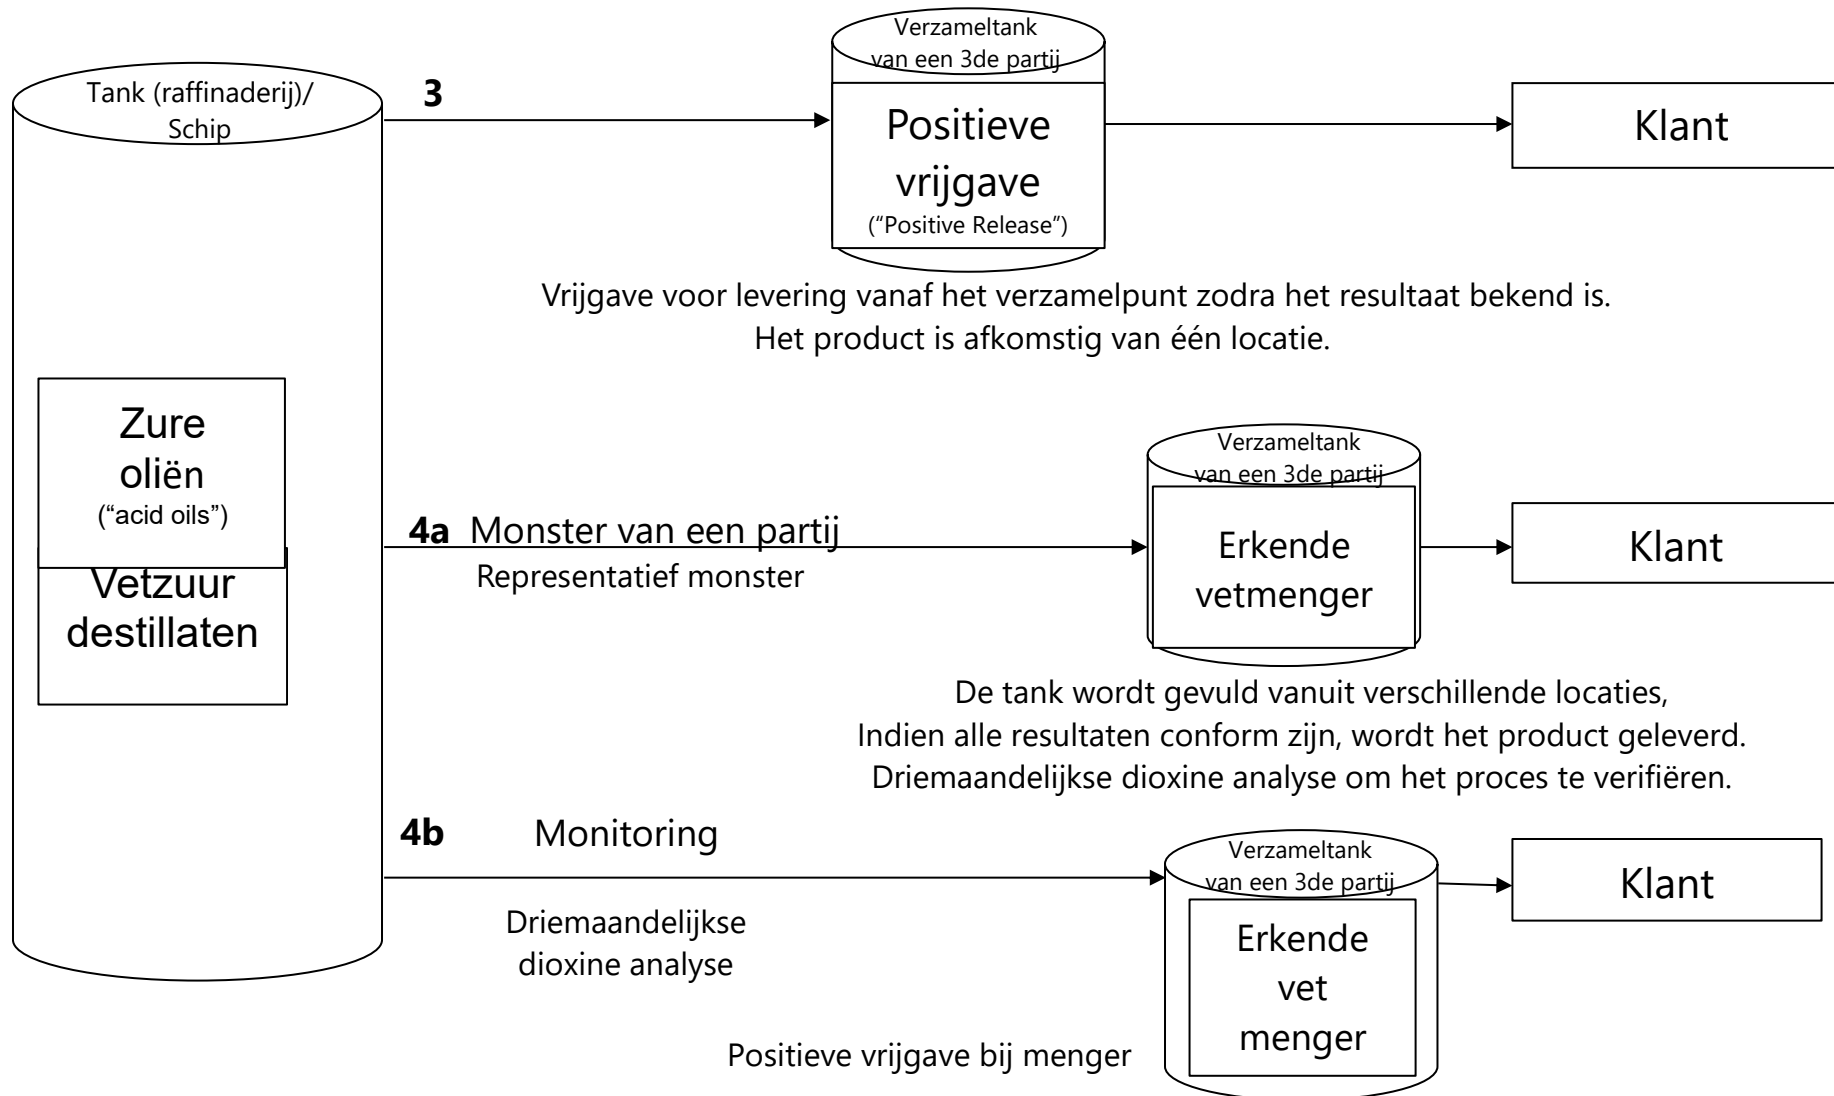 Tank (raffinaderij)/
Schip
Zure
oliën
(“acid oils”)
Vetzuur
destillaten
3
Verzameltank
van een 3de partij
Positieve
vrijgave
(“Positive Release”)
Klant
Vrijgave voor levering vanaf het verzamelpunt zodra het resultaat bekend is.
Het product is afkomstig van één locatie.
4a Monster van een partij
Representatief monster
Verzameltank
van een 3de partij
Erkende
vetmenger
Klant
De tank wordt gevuld vanuit verschillende locaties,
Indien alle resultaten conform zijn, wordt het product geleverd.
Driemaandelijkse dioxine analyse om het proces te verifiëren.
4b Monitoring
Driemaandelijkse
dioxine analyse
Verzameltank
van een 3de partij
Erkende
vet
menger
Klant
Positieve vrijgave bij menger